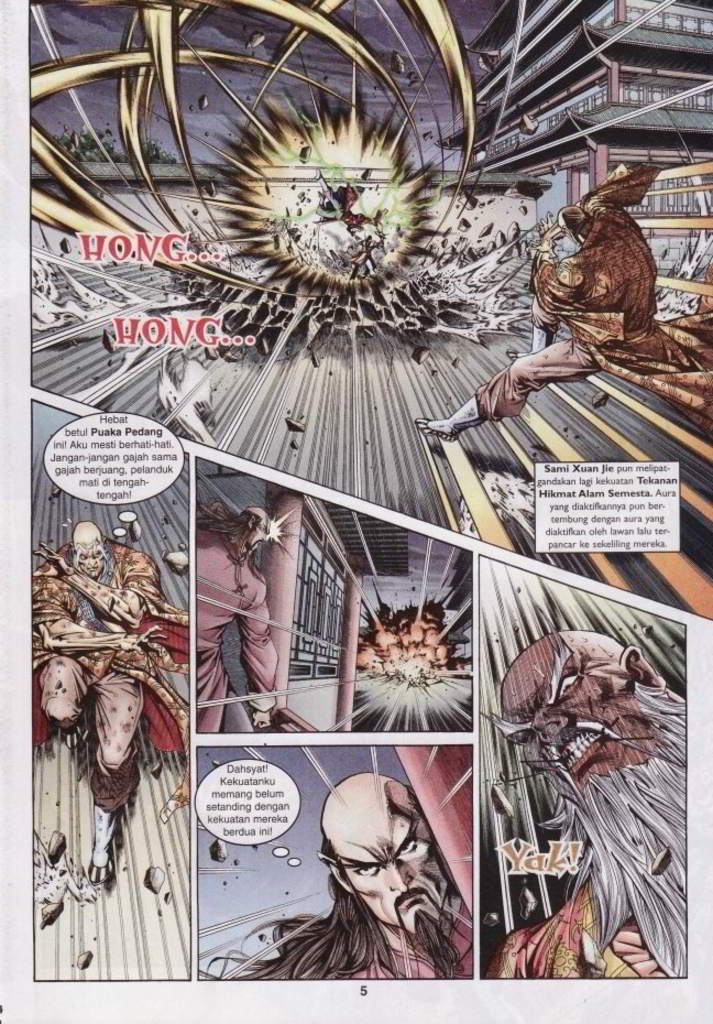 HONG...
HONG...
Hebat
betul Puaka Pedang
ini! Aku mesti berhati-hati.
Jangan-jangan gajah sama
gajah berjuang, pelanduk
mati di tengah-
tengah!
Sami Xuan Jie pun melipat-
gandakan lagi kekuatan Tekanan
Hikmat Alam Semesta. Aura
yang diaktifkannya pun ber-
tembung dengan aura yang
diaktifkan oleh lawan lalu ter-
pancar ke sekeliling mereka.
Dahsyat!
Kekuatanku
memang belum
setanding dengan
kekuatan mereka
berdua ini!
Yak!
5